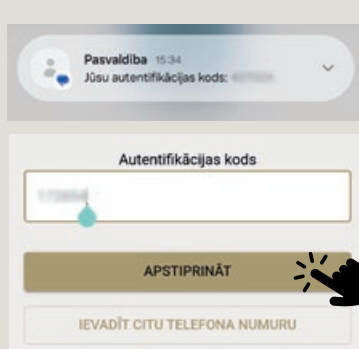 Pasvaldiba 15:34
Jūsu autentifikācijas kods:
Autentifikācijas kods
APSTIPRINĀT
IEVADĪT CITU TELEFONA NUMURU